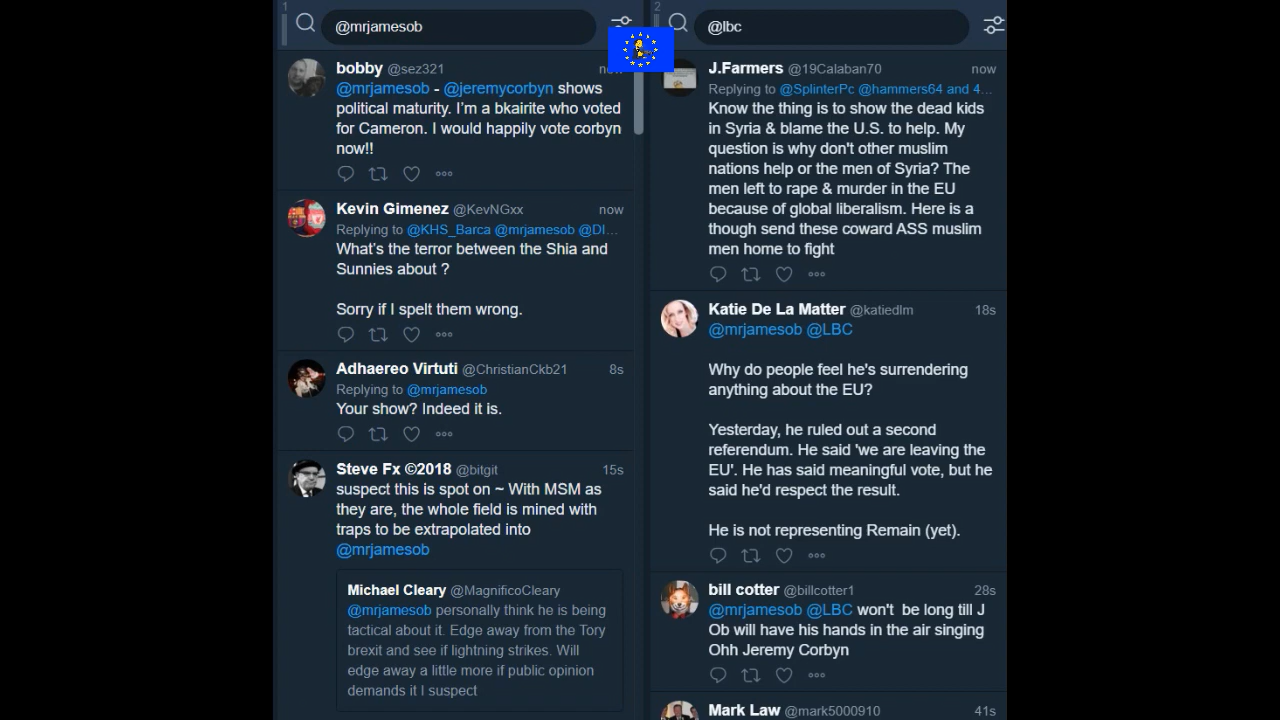 1
@mrjamesob
bobby @sez321 now
@mrjamesob - @jeremycorbyn shows
political maturity. I'm a bkairite who voted
for Cameron. I would happily vote corbyn
now!!
Kevin Gimenez @KevNGxx now
Replying to @KHS_Barca @mrjamesob @DI…
What's the terror between the Shia and
Sunnies about ?
Sorry if I spelt them wrong.
Adhaereo Virtuti @ChristianCkb21 8s
Replying to @mrjamesob
Your show? Indeed it is.
Steve Fx ©2018 @bitgit 15s
suspect this is spot on ~ With MSM as
they are, the whole field is mined with
traps to be extrapolated into
@mrjamesob
Michael Cleary @MagnificoCleary
@mrjamesob personally think he is being
tactical about it. Edge away from the Tory
brexit and see if lightning strikes. Will
edge away a little more if public opinion
demands it I suspect
2
@lbc
J.Farmers @19Calaban70 now
Replying to @SplinterPc @hammers64 and 4…
Know the thing is to show the dead kids
in Syria & blame the U.S. to help. My
question is why don't other muslim
nations help or the men of Syria? The
men left to rape & murder in the EU
because of global liberalism. Here is a
though send these coward ASS muslim
men home to fight
Katie De La Matter @katiedlm 18s
@mrjamesob @LBC
Why do people feel he's surrendering
anything about the EU?
Yesterday, he ruled out a second
referendum. He said 'we are leaving the
EU'. He has said meaningful vote, but he
said he'd respect the result.
He is not representing Remain (yet).
bill cotter @billcotter1 28s
@mrjamesob @LBC won't be long till J
Ob will have his hands in the air singing
Ohh Jeremy Corbyn
Mark Law @mark5000910 41s